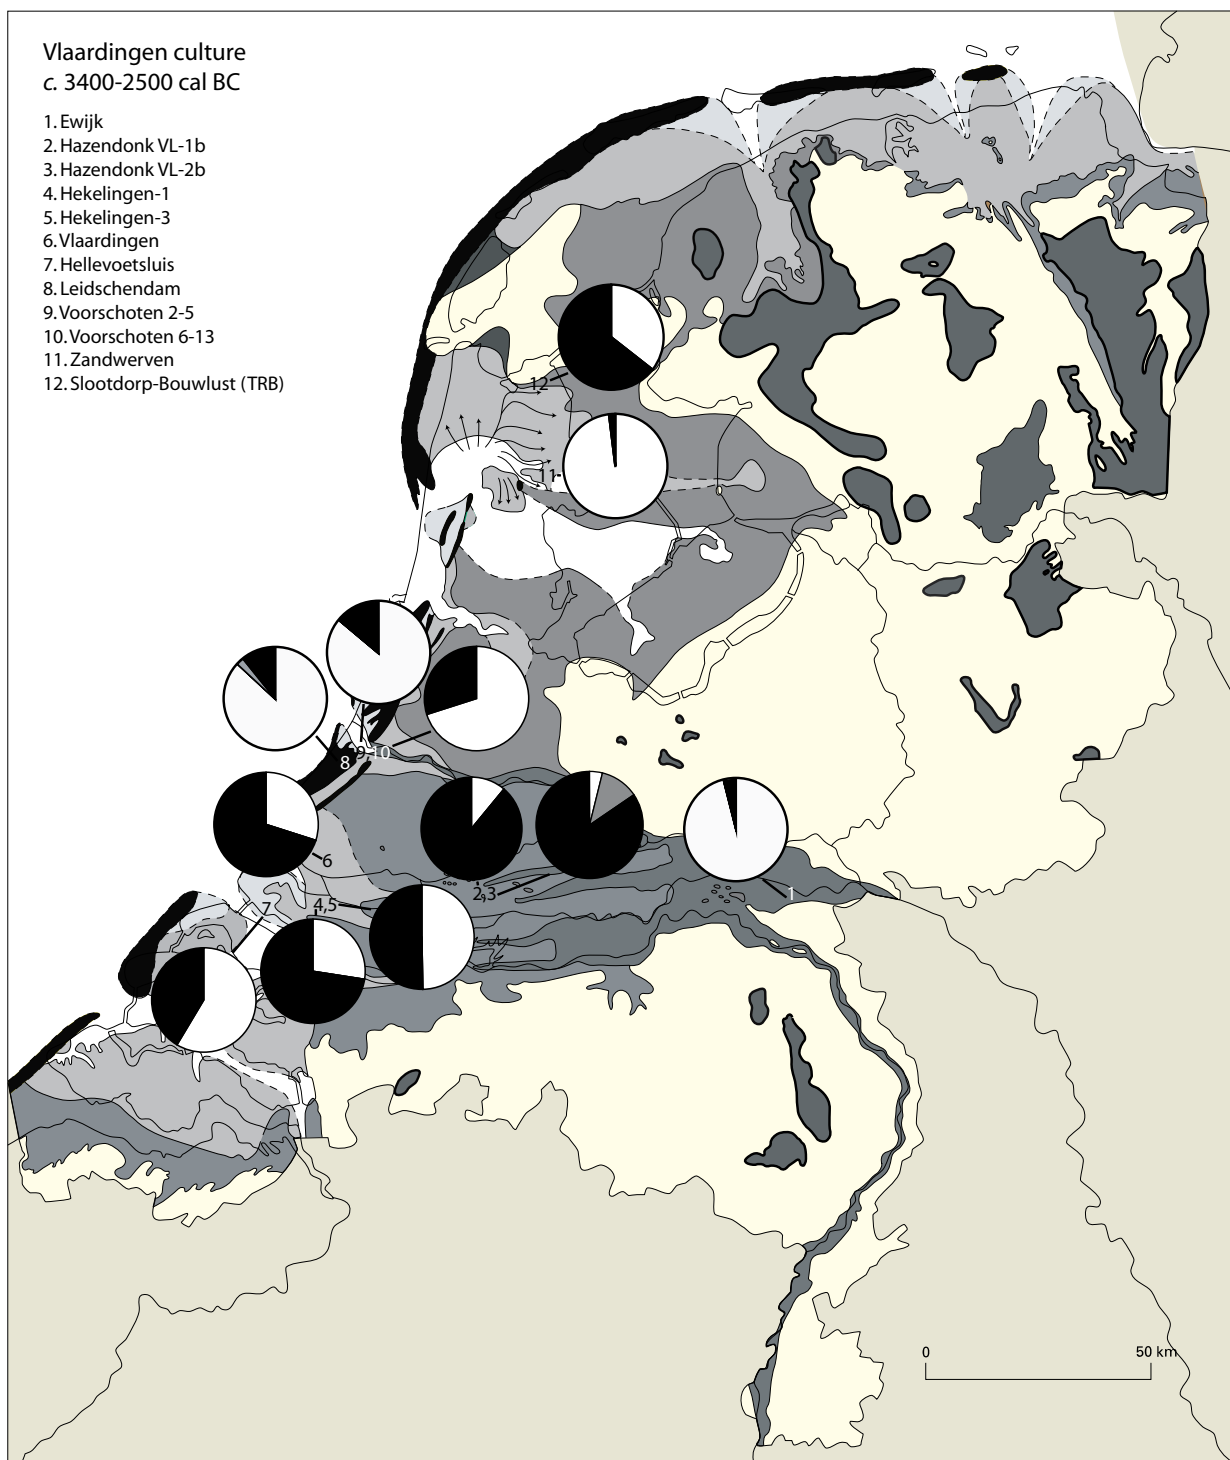 Vlaardingen culture
c. 3400-2500 cal BC
1. Ewijk
2. Hazendonk VL-1b
3. Hazendonk VL-2b
4. Hekelingen-1
5. Hekelingen-3
6. Vlaardingen
7. Hellevoetsluis
8. Leidschendam
9. Voorschoten 2-5
10. Voorschoten 6-13
11. Zandwerven
12. Slootdorp-Bouwlust (TRB)
12
11
9,10
8
6
2,3
1
4,5
7
0 50 km